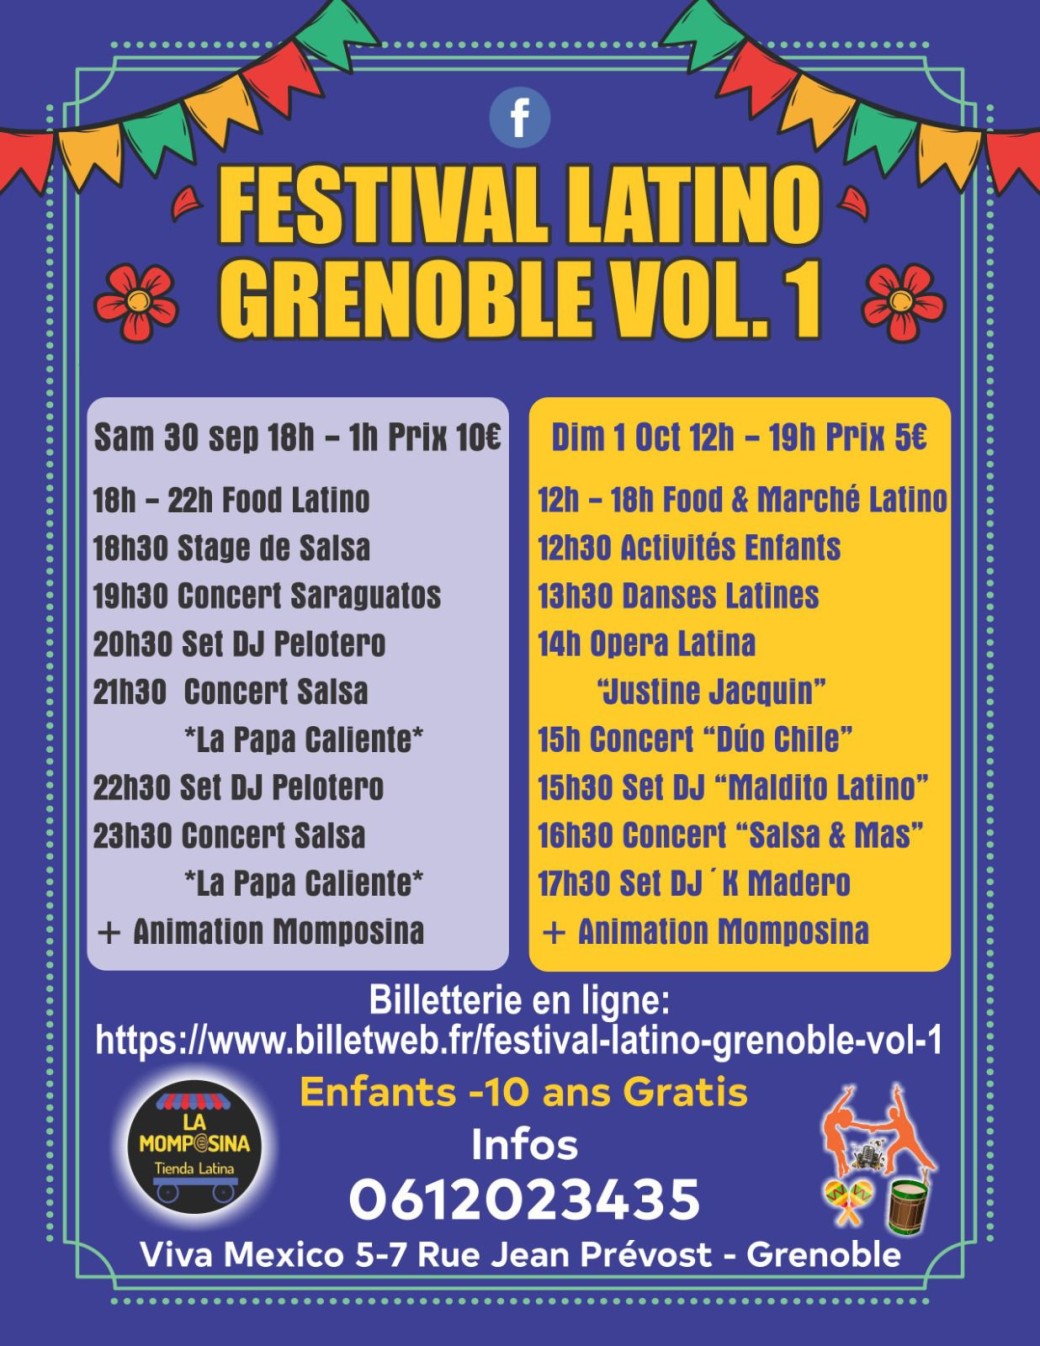 f
FESTIVAL LATINO
GRENOBLE VOL. 1
Sam 30 sep 18h - 1h Prix 10€
18h - 22h Food Latino
18h30 Stage de Salsa
19h30 Concert Saraguatos
20h30 Set DJ Pelotero
21h30 Concert Salsa
*La Papa Caliente*
22h30 Set DJ Pelotero
23h30 Concert Salsa
*La Papa Caliente*
+ Animation Momposina
Dim 1 Oct 12h - 19h Prix 5€
12h - 18h Food & Marché Latino
12h30 Activités Enfants
13h30 Danses Latines
14h Opera Latina
“Justine Jacquin”
15h Concert “Dúo Chile”
15h30 Set DJ “Maldito Latino”
16h30 Concert “Salsa & Mas”
17h30 Set DJ ´K Madero
+ Animation Momposina
Billetterie en ligne:
https://www.billetweb.fr/festival-latino-grenoble-vol-1
Enfants -10 ans Gratis
Infos
0612023435
LA
MOMP@SINA
Tienda Latina
Viva Mexico 5-7 Rue Jean Prévost - Grenoble